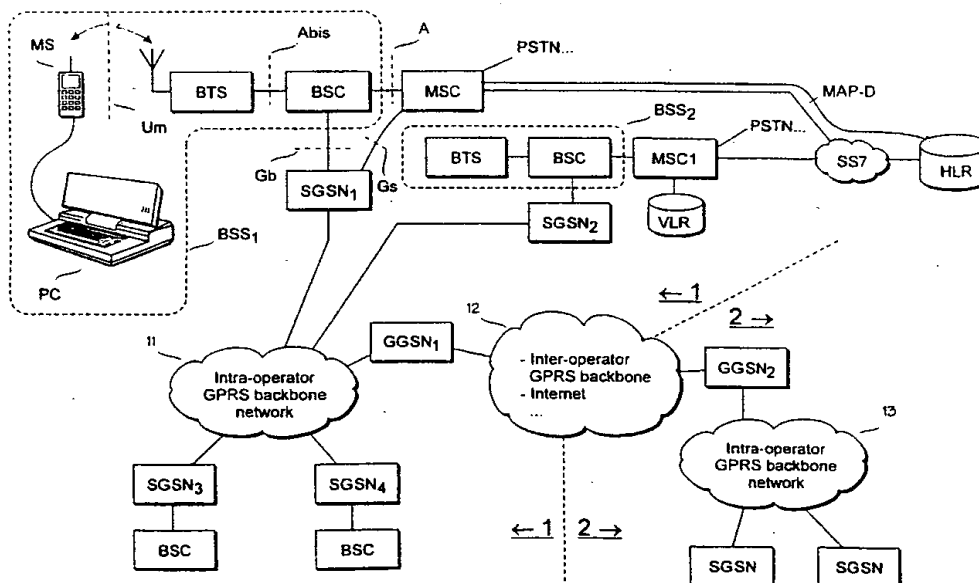 Abis
A
MS
PSTN...
BTS
BSC
MSC
MAP-D
Um
BSS2
PSTN...
Gb
Gs
BTS
BSC
MSC1
SS7
HLR
SGSN1
VLR
SGSN2
BSS1
PC
← 1
12
2 →
11
GGSN1
- Inter-operator
GPRS backbone
- Internet
...
GGSN2
Intra-operator
GPRS backbone
network
13
Intra-operator
GPRS backbone
network
SGSN3
SGSN4
← 1
2 →
BSC
BSC
SGSN
SGSN